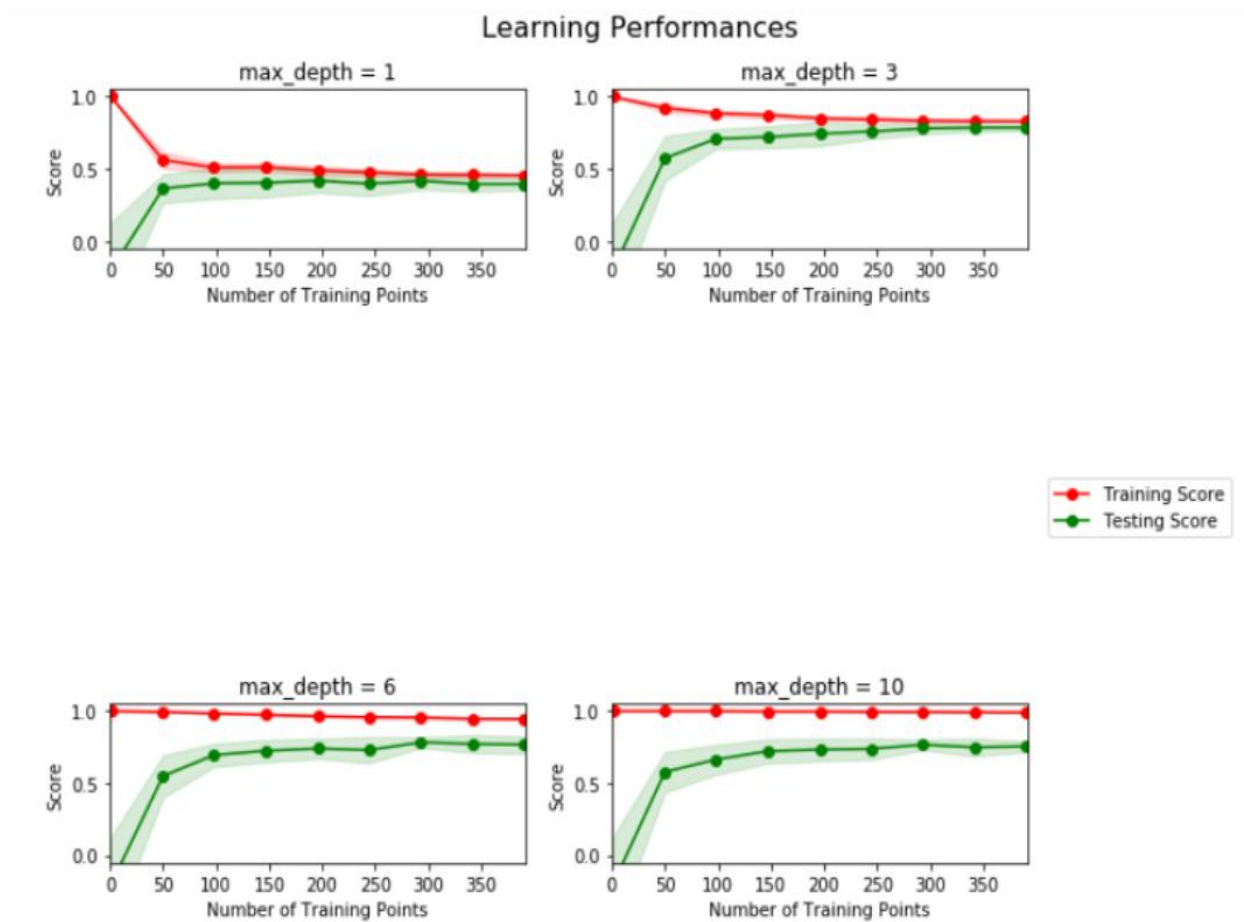 Learning Performances
max_depth = 1
1.0
0.5
0.0
Score
0 50 100 150 200 250 300 350
Number of Training Points
max_depth = 3
1.0
0.5
0.0
Score
0 50 100 150 200 250 300 350
Number of Training Points
Training Score
Testing Score
max_depth = 6
1.0
0.5
0.0
Score
0 50 100 150 200 250 300 350
Number of Training Points
max_depth = 10
1.0
0.5
0.0
Score
0 50 100 150 200 250 300 350
Number of Training Points